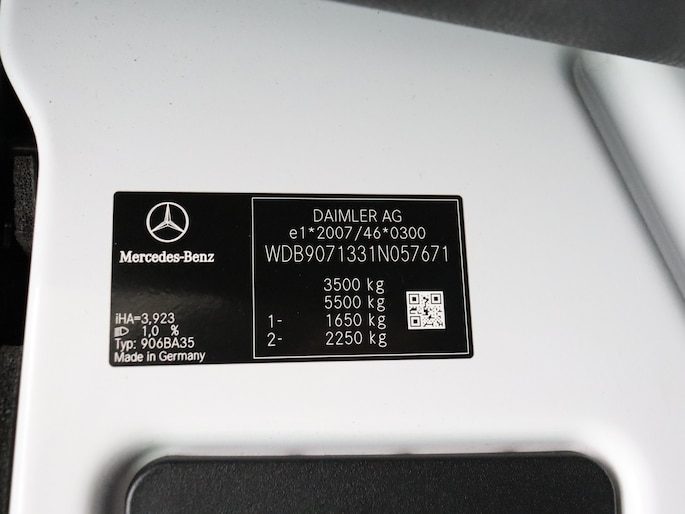 Mercedes-Benz
iHA=3,923
1,0 %
Typ: 906BA35
Made in Germany
DAIMLER AG
e1*2007/46*0300
WDB9071331N057671
3500 kg
5500 kg
1- 1650 kg
2- 2250 kg